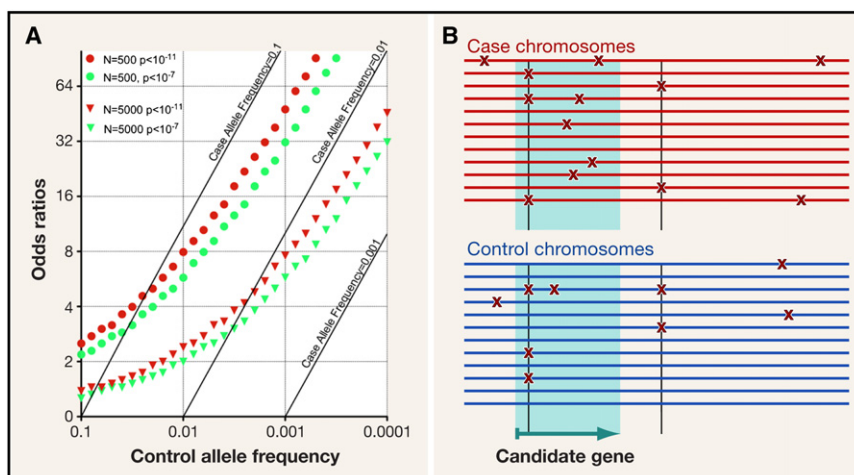 A
N=500 p<10⁻¹¹
N=500, p<10⁻⁷
N=5000 p<10⁻¹¹
N=5000 p<10⁻⁷
Case Allele Frequency=0.1
Case Allele Frequency=0.01
Case Allele Frequency=0.001
Odds ratios
64
32
16
8
4
2
0
0.1
0.01
0.001
0.0001
Control allele frequency
B
Case chromosomes
Control chromosomes
Candidate gene